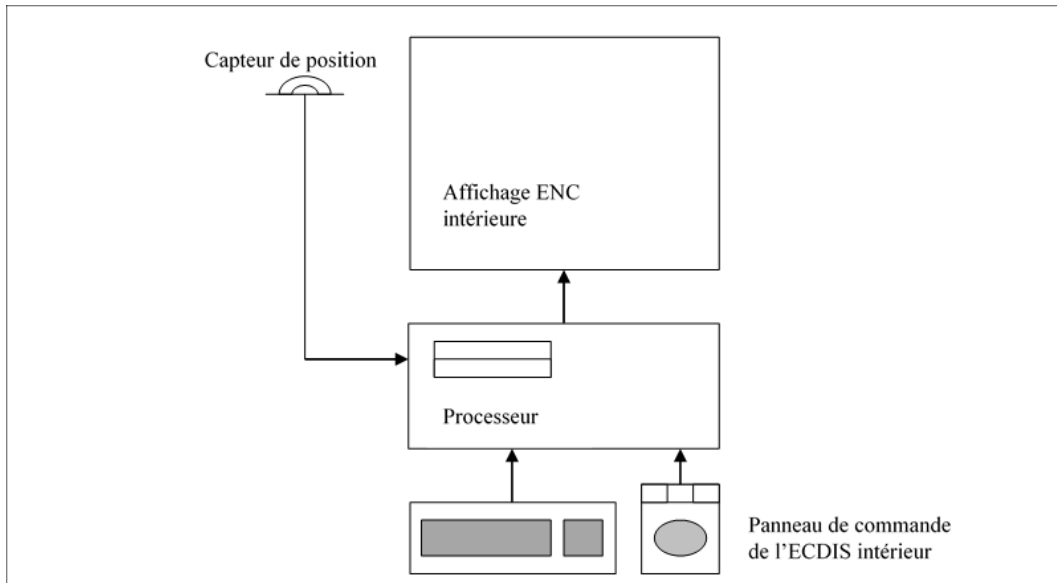 Capteur de position
Affichage ENC
intérieure
Processeur
Panneau de commande
de l'ECDIS intérieur